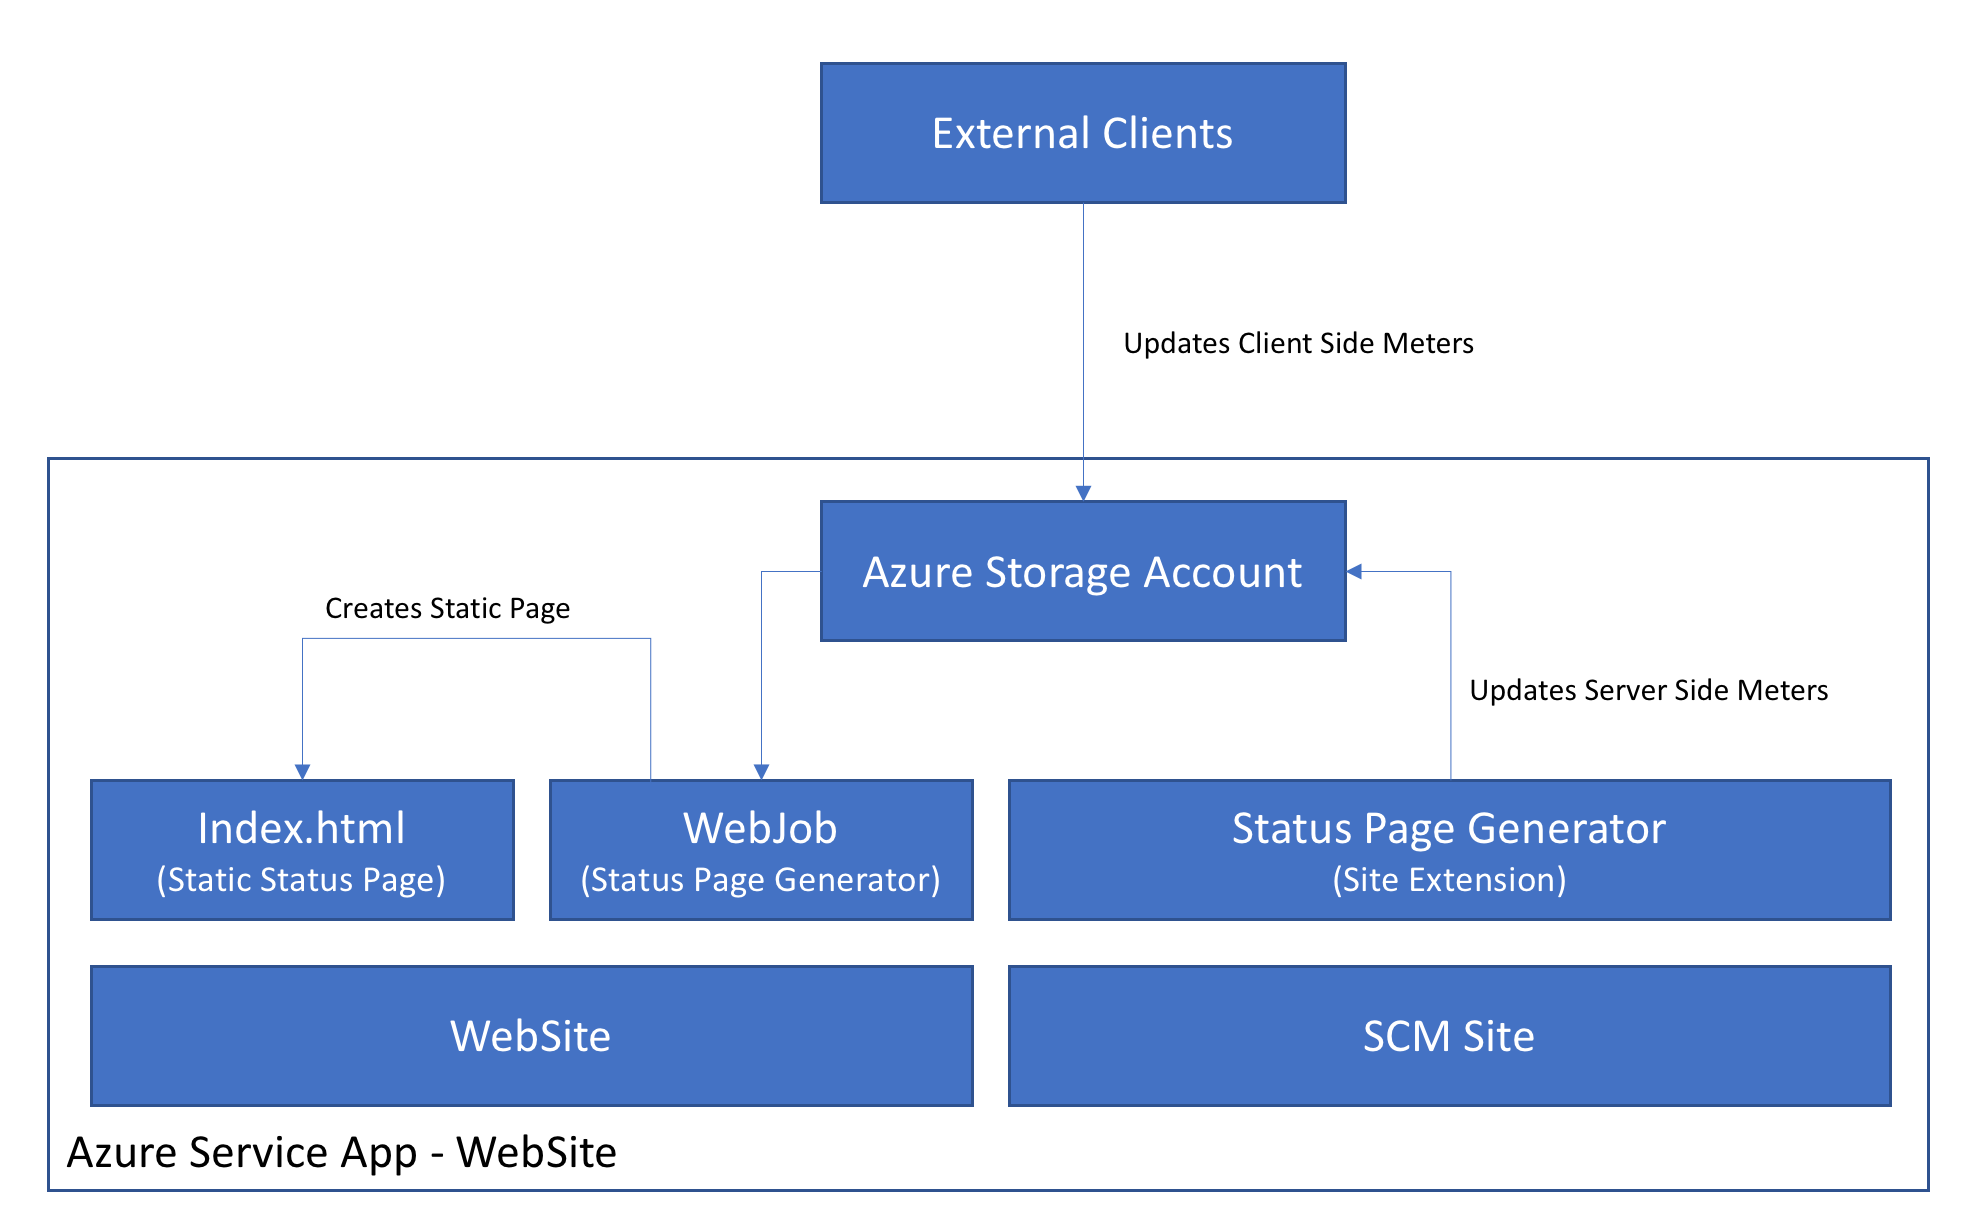 External Clients
Updates Client Side Meters
Azure Storage Account
Creates Static Page
Updates Server Side Meters
Index.html
(Static Status Page)
WebJob
(Status Page Generator)
Status Page Generator
(Site Extension)
WebSite
SCM Site
Azure Service App - WebSite